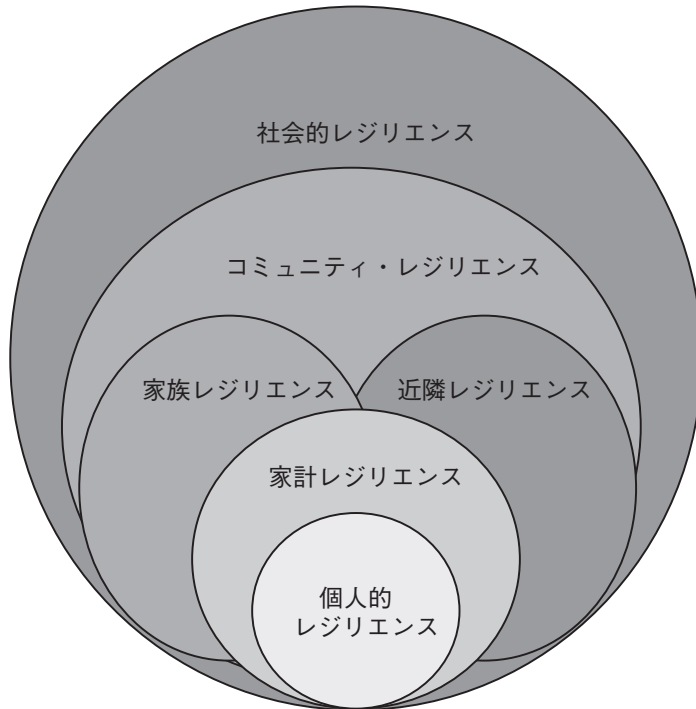 社会的レジリエンス
コミュニティ・レジリエンス
家族レジリエンス
近隣レジリエンス
家計レジリエンス
個人的
レジリエンス